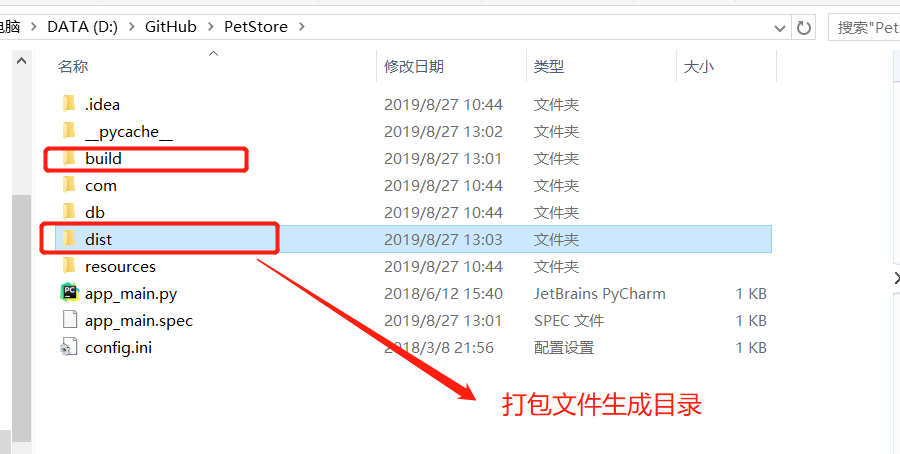 电脑 > DATA (D:) > GitHub > PetStore >
搜索"Pet
名称 修改日期 类型 大小
.idea 2019/8/27 10:44 文件夹
__pycache__ 2019/8/27 13:02 文件夹
build 2019/8/27 13:01 文件夹
com 2019/8/27 10:44 文件夹
db 2019/8/27 10:44 文件夹
dist 2019/8/27 13:03 文件夹
resources 2019/8/27 10:44 文件夹
app_main.py 2018/6/12 15:40 JetBrains PyCharm 1 KB
app_main.spec 2019/8/27 13:01 SPEC 文件 1 KB
config.ini 2018/3/8 21:56 配置设置 1 KB
打包文件生成目录